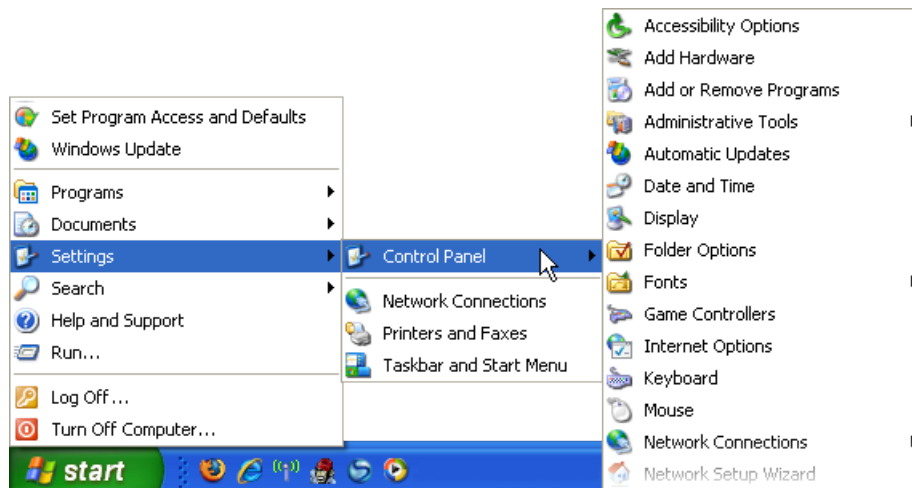 Set Program Access and Defaults
Windows Update
Programs
Documents
Settings
Search
Help and Support
Run...
Log Off...
Turn Off Computer...
start
Control Panel
Network Connections
Printers and Faxes
Taskbar and Start Menu
Accessibility Options
Add Hardware
Add or Remove Programs
Administrative Tools
Automatic Updates
Date and Time
Display
Folder Options
Fonts
Game Controllers
Internet Options
Keyboard
Mouse
Network Connections
Network Setup Wizard